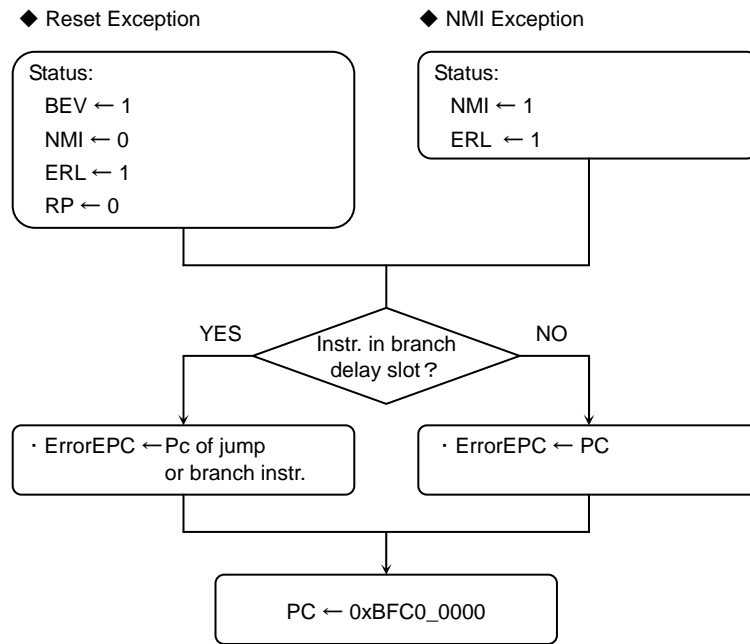 ◆ Reset Exception
◆ NMI Exception
Status:
BEV ← 1
NMI ← 0
ERL ← 1
RP ← 0
Status:
NMI ← 1
ERL ← 1
YES
Instr. in branch
delay slot?
NO
· ErrorEPC ← Pc of jump
or branch instr.
· ErrorEPC ← PC
PC ← 0xBFC0_0000